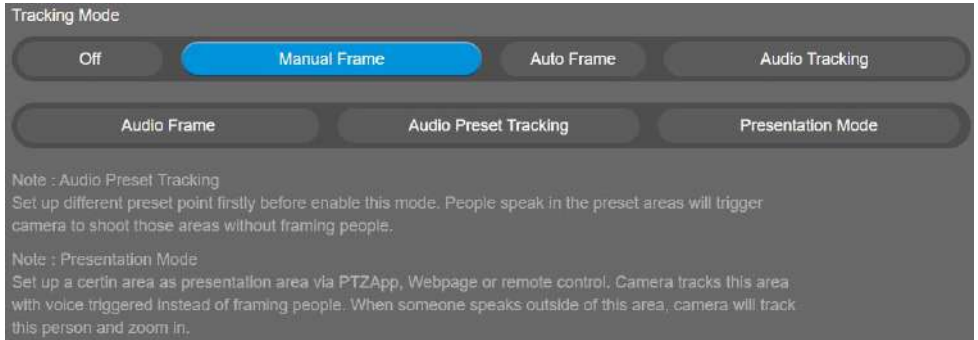 Tracking Mode
Off Manual Frame Auto Frame Audio Tracking
Audio Frame Audio Preset Tracking Presentation Mode
Note : Audio Preset Tracking
Set up different preset point firstly before enable this mode. People speak in the preset areas will trigger
camera to shoot those areas without framing people.
Note : Presentation Mode
Set up a certin area as presentation area via PTZApp, Webpage or remote control. Camera tracks this area
with voice triggered instead of framing people. When someone speaks outside of this area, camera will track
this person and zoom in.